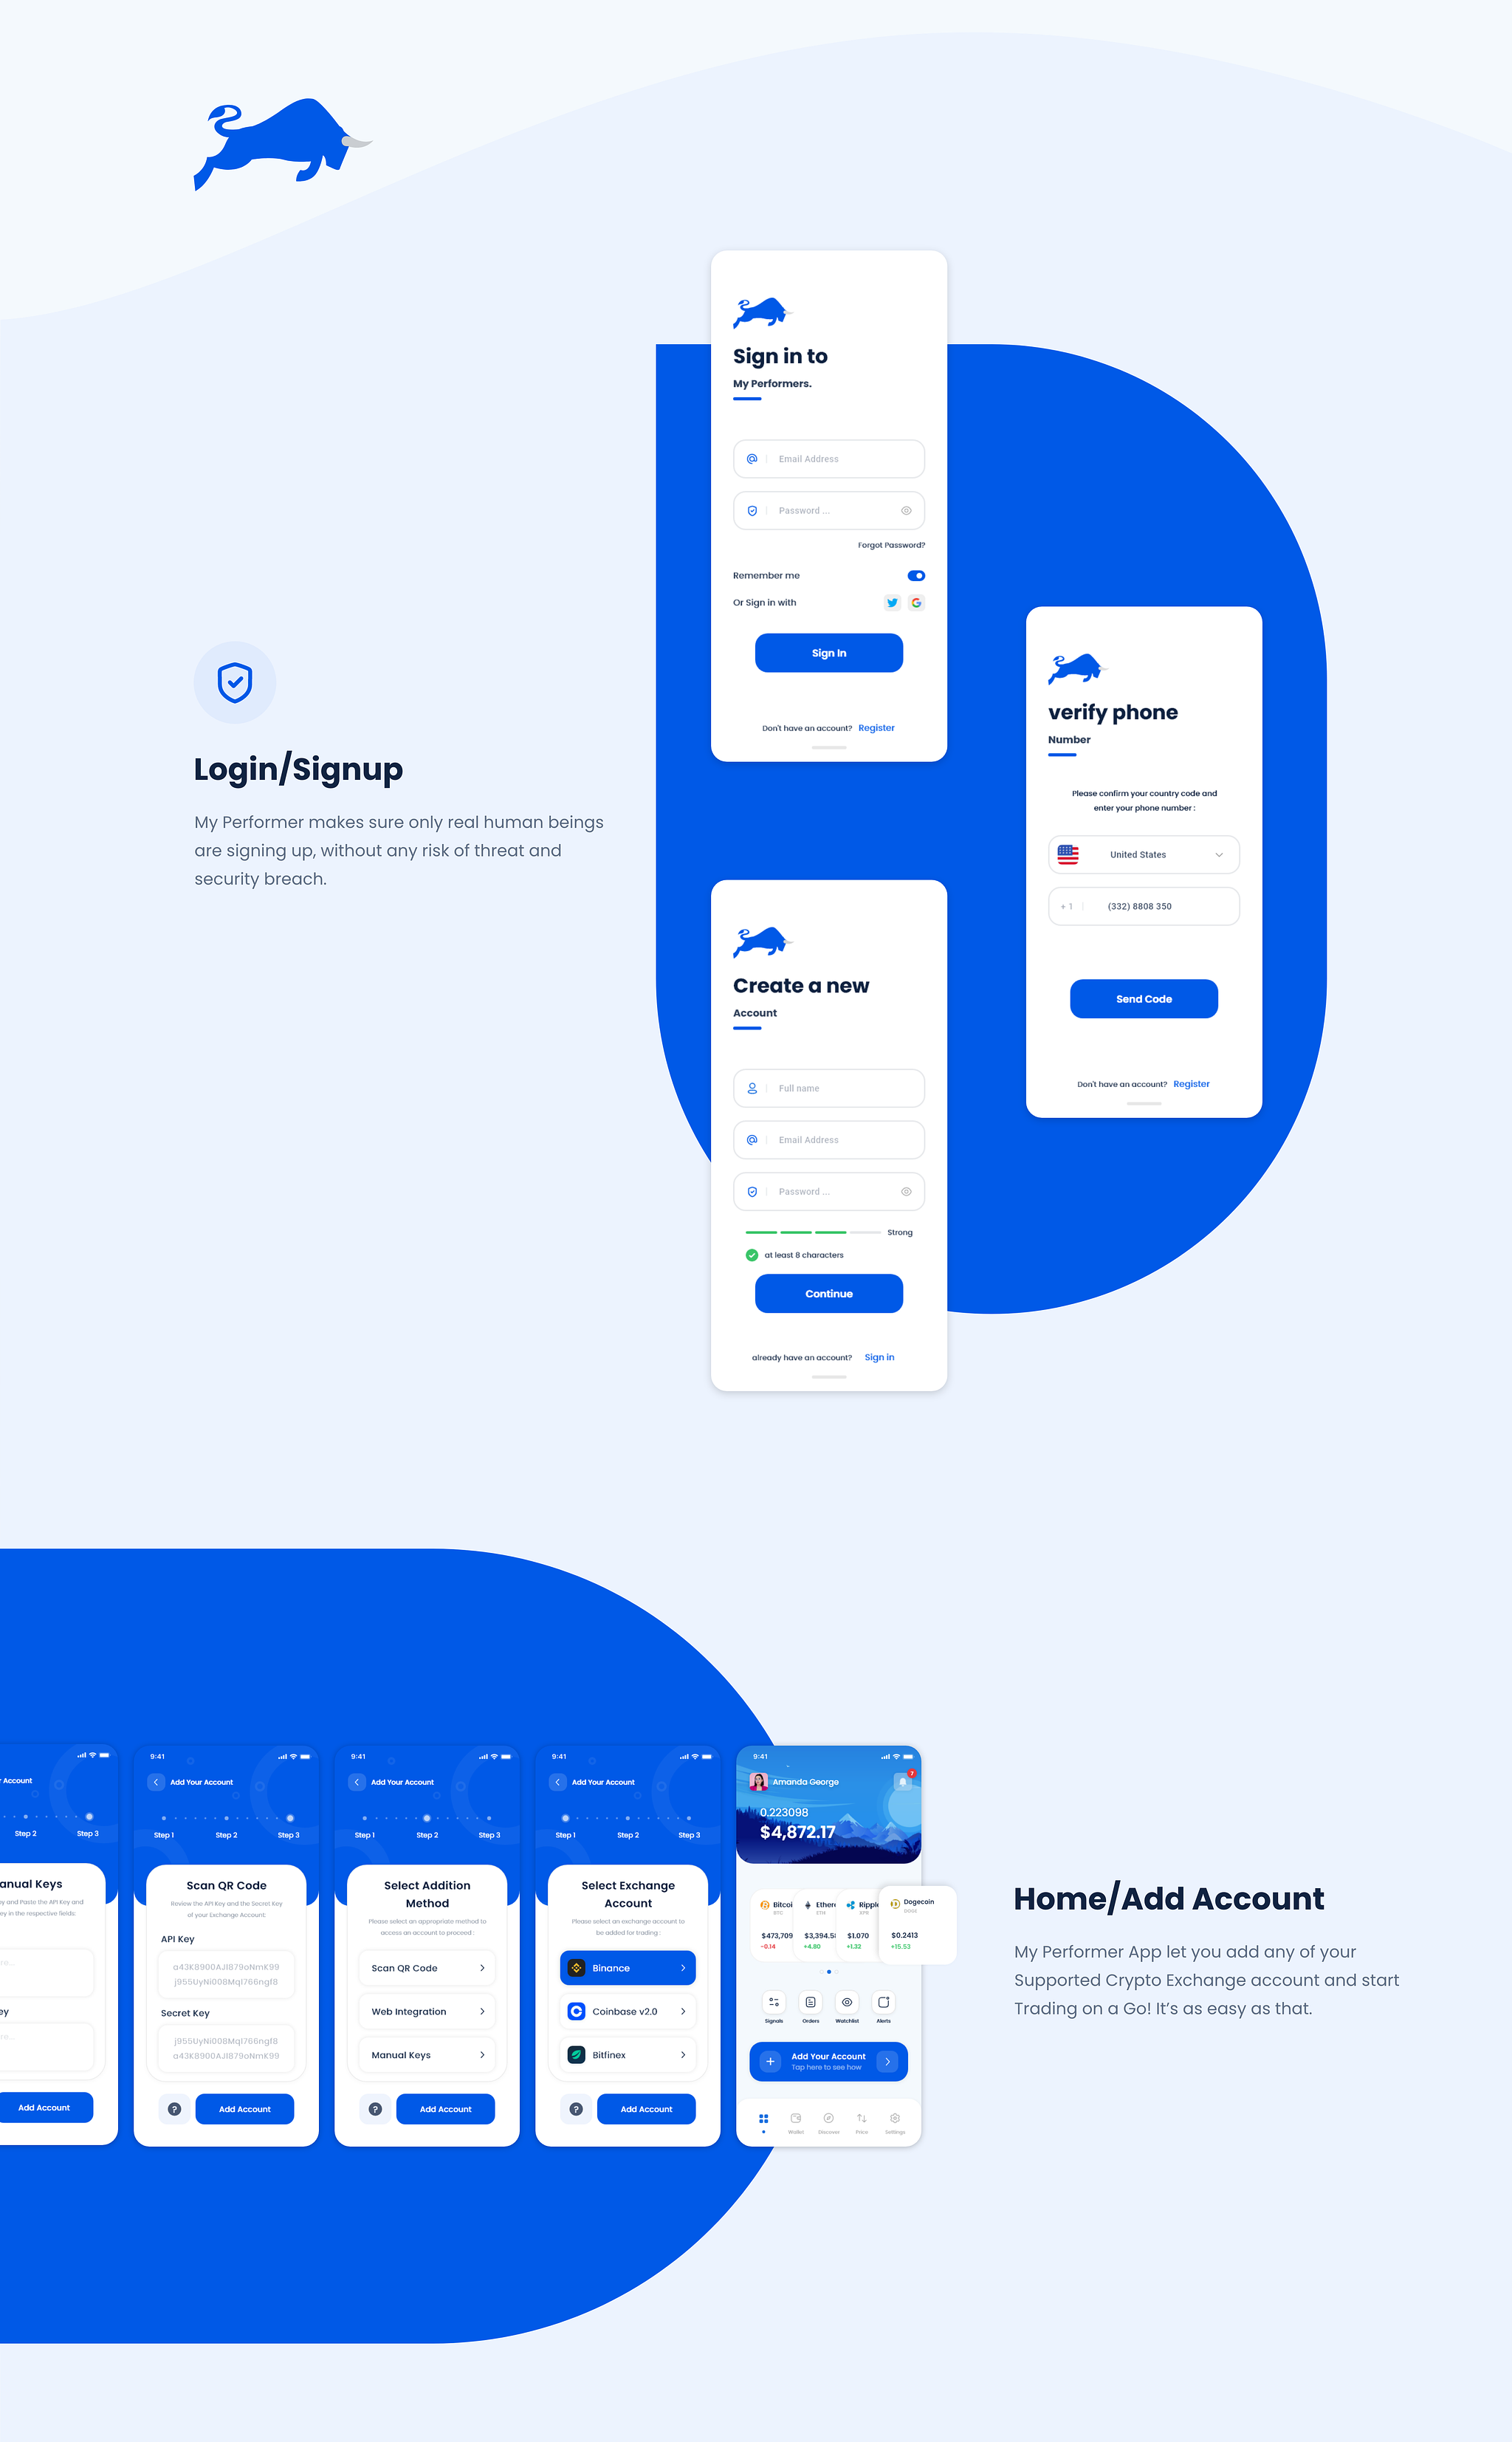 Sign in to
My Performers.
Email Address
Password ...
Forgot Password?
Remember me
Or Sign in with
Sign In
Don't have an account? Register
Login/Signup
My Performer makes sure only real human beings
are signing up, without any risk of threat and
security breach.
verify phone
Number
Please confirm your country code and
enter your phone number :
United States
+ 1 (332) 8808 350
Send Code
Don't have an account? Register
Create a new
Account
Full name
Email Address
Password ...
Strong
at least 8 characters
Continue
already have an account? Sign in
r Account
Step 2 Step 3
anual Keys
y and Paste the API Key and
ey in the respective fields
re...
ey
re...
Add Account
9:41
Add Your Account
Step 1 Step 2 Step 3
Scan QR Code
Review the API Key and the Secret Key
of your Exchange Account:
API Key
a43K8900AJlB79oNmK99
j955UyNi008MqI766ngf8
Secret Key
j955UyNi008MqI766ngf8
a43K8900AJlB79oNmK99
?
Add Account
9:41
Add Your Account
Step 1 Step 2 Step 3
Select Addition
Method
Please select an appropriate method to
access an account to proceed :
Scan QR Code
Web Integration
Manual Keys
?
Add Account
9:41
Add Your Account
Step 1 Step 2 Step 3
Select Exchange
Account
Please select an exchange account to
be added for trading :
Binance
Coinbase v2.0
Bitfinex
?
Add Account
9:41
Amanda George
7
0.223098
$4,872.17
Bitcoi Ether Ripple Dogecoin
BTC ETH XPR DOGE
$473,709 $3,394.5 $1.070 $0.2413
-0.14 +4.80 +1.32 +15.53
Signals Orders Watchlist Alerts
Add Your Account
Tap here to see how
Wallet Discover Price Settings
Home/Add Account
My Performer App let you add any of your
Supported Crypto Exchange account and start
Trading on a Go! It’s as easy as that.